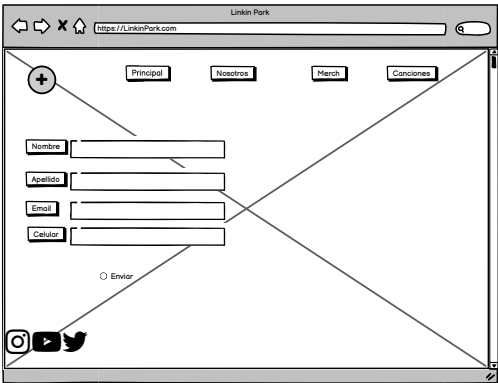 Linkin Park
https://LinkinPark.com
Principal
Nosotros
Merch
Canciones
Nombre
Apellido
Email
Celular
Enviar